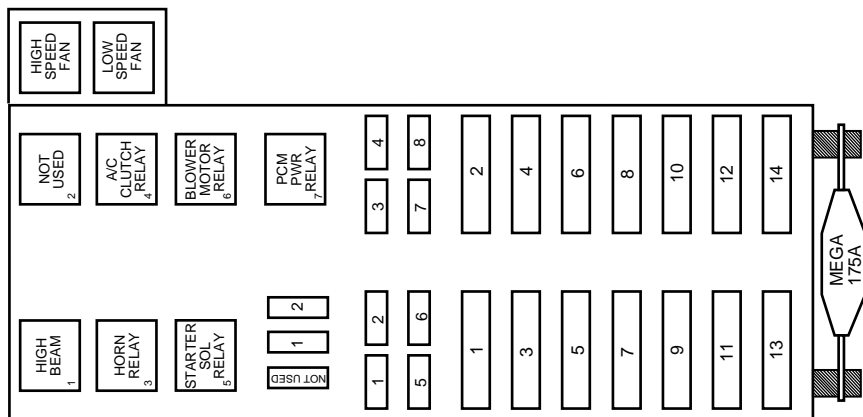 HIGH
SPEED
FAN
LOW
SPEED
FAN
NOT
USED
2
A/C
CLUTCH
RELAY
4
BLOWER
MOTOR
RELAY
6
PCM
PWR
RELAY
7
4
8
3
7
2
4
6
8
10
12
14
HIGH
BEAM
1
HORN
RELAY
3
STARTER
SOL
RELAY
5
2
1
NOT USED
2
6
1
5
1
3
5
7
9
11
13
MEGA
175A